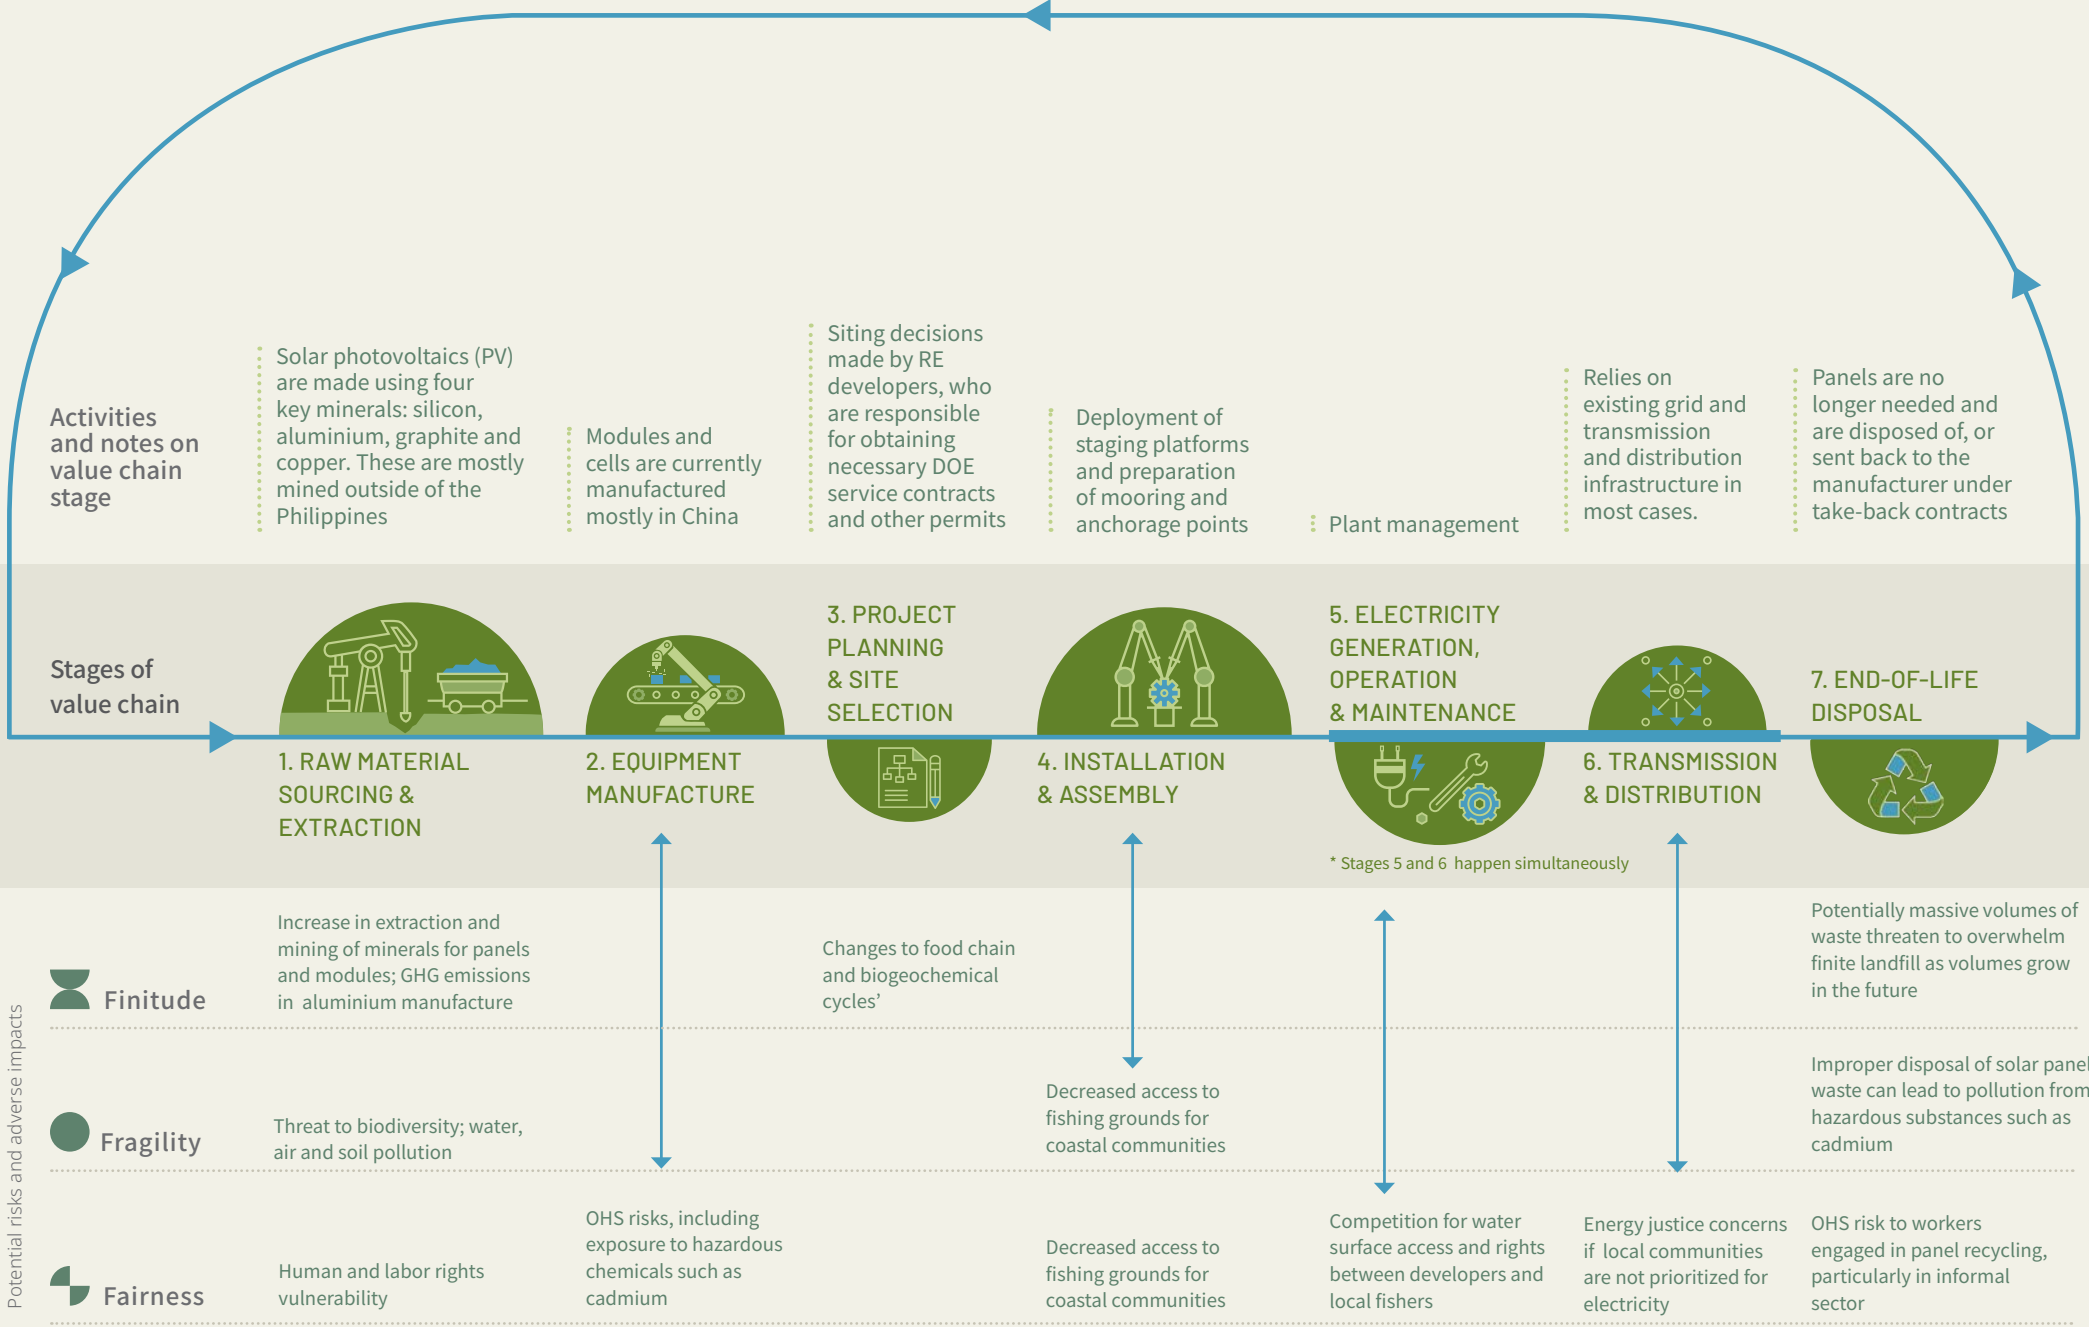 Activities
and notes on
value chain
stage
Solar photovoltaics (PV)
are made using four
key minerals: silicon,
aluminium, graphite and
copper. These are mostly
mined outside of the
Philippines
Modules and
cells are currently
manufactured
mostly in China
Siting decisions
made by RE
developers, who
are responsible
for obtaining
necessary DOE
service contracts
and other permits
Deployment of
staging platforms
and preparation
of mooring and
anchorage points
Plant management
Relies on
existing grid and
transmission
and distribution
infrastructure in
most cases.
Panels are no
longer needed and
are disposed of, or
sent back to the
manufacturer under
take-back contracts
Stages of
value chain
1. RAW MATERIAL
SOURCING &
EXTRACTION
2. EQUIPMENT
MANUFACTURE
3. PROJECT
PLANNING
& SITE
SELECTION
4. INSTALLATION
& ASSEMBLY
5. ELECTRICITY
GENERATION,
OPERATION
& MAINTENANCE
6. TRANSMISSION
& DISTRIBUTION
7. END-OF-LIFE
DISPOSAL
* Stages 5 and 6 happen simultaneously
Potential risks and adverse impacts
Finitude
Increase in extraction and
mining of minerals for panels
and modules; GHG emissions
in aluminium manufacture
Changes to food chain
and biogeochemical
cycles’
Potentially massive volumes of
waste threaten to overwhelm
finite landfill as volumes grow
in the future
Fragility
Threat to biodiversity; water,
air and soil pollution
Decreased access to
fishing grounds for
coastal communities
Improper disposal of solar panel
waste can lead to pollution from
hazardous substances such as
cadmium
Fairness
Human and labor rights
vulnerability
OHS risks, including
exposure to hazardous
chemicals such as
cadmium
Decreased access to
fishing grounds for
coastal communities
Competition for water
surface access and rights
between developers and
local fishers
Energy justice concerns
if local communities
are not prioritized for
electricity
OHS risk to workers
engaged in panel recycling,
particularly in informal
sector